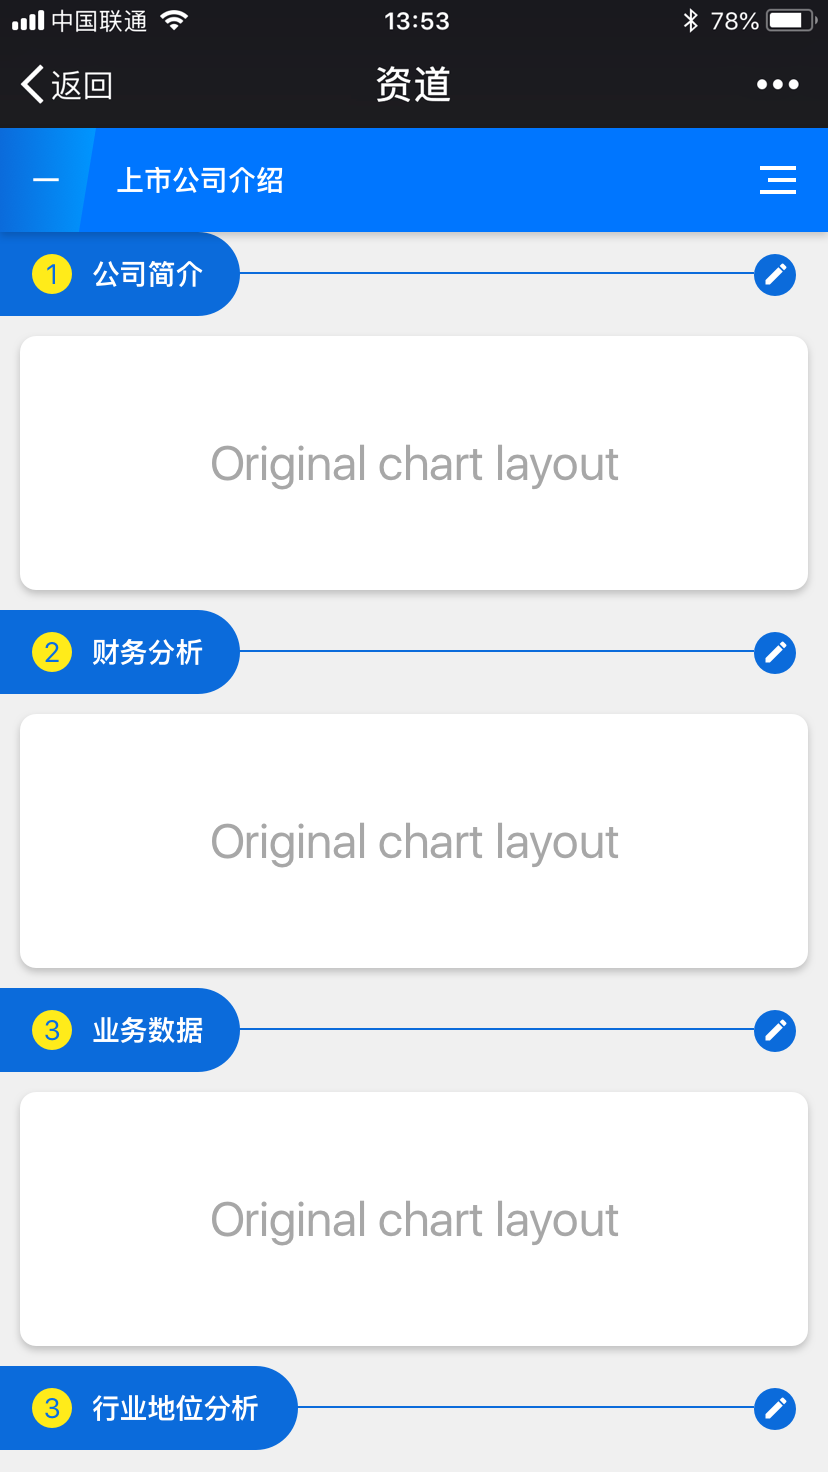 中国联通 13:53 78%
返回 资道
一 上市公司介绍
1 公司简介
Original chart layout
2 财务分析
Original chart layout
3 业务数据
Original chart layout
3 行业地位分析